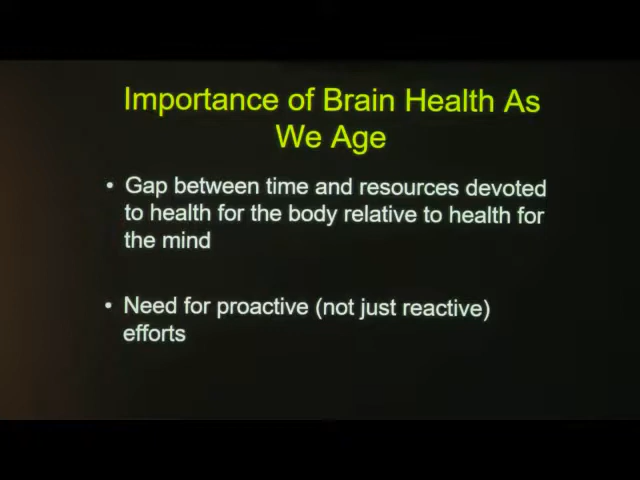 Importance of Brain Health As
We Age
• Gap between time and resources devoted
to health for the body relative to health for
the mind
• Need for proactive (not just reactive)
efforts